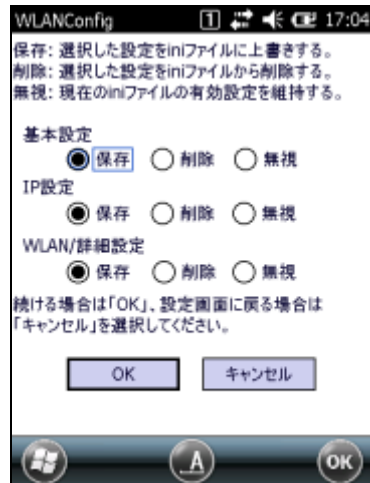 WLANConfig 1 17:04
保存: 選択した設定をiniファイルに上書きする。
削除: 選択した設定をiniファイルから削除する。
無視: 現在のiniファイルの有効設定を維持する。
基本設定
保存 削除 無視
IP設定
保存 削除 無視
WLAN/詳細設定
保存 削除 無視
続ける場合は「OK」、設定画面に戻る場合は
「キャンセル」を選択してください。
OK キャンセル
A OK